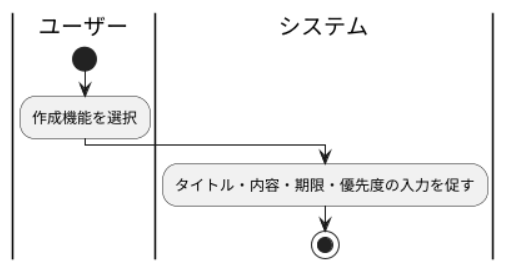 ユーザー
システム
作成機能を選択
タイトル・内容・期限・優先度の入力を促す